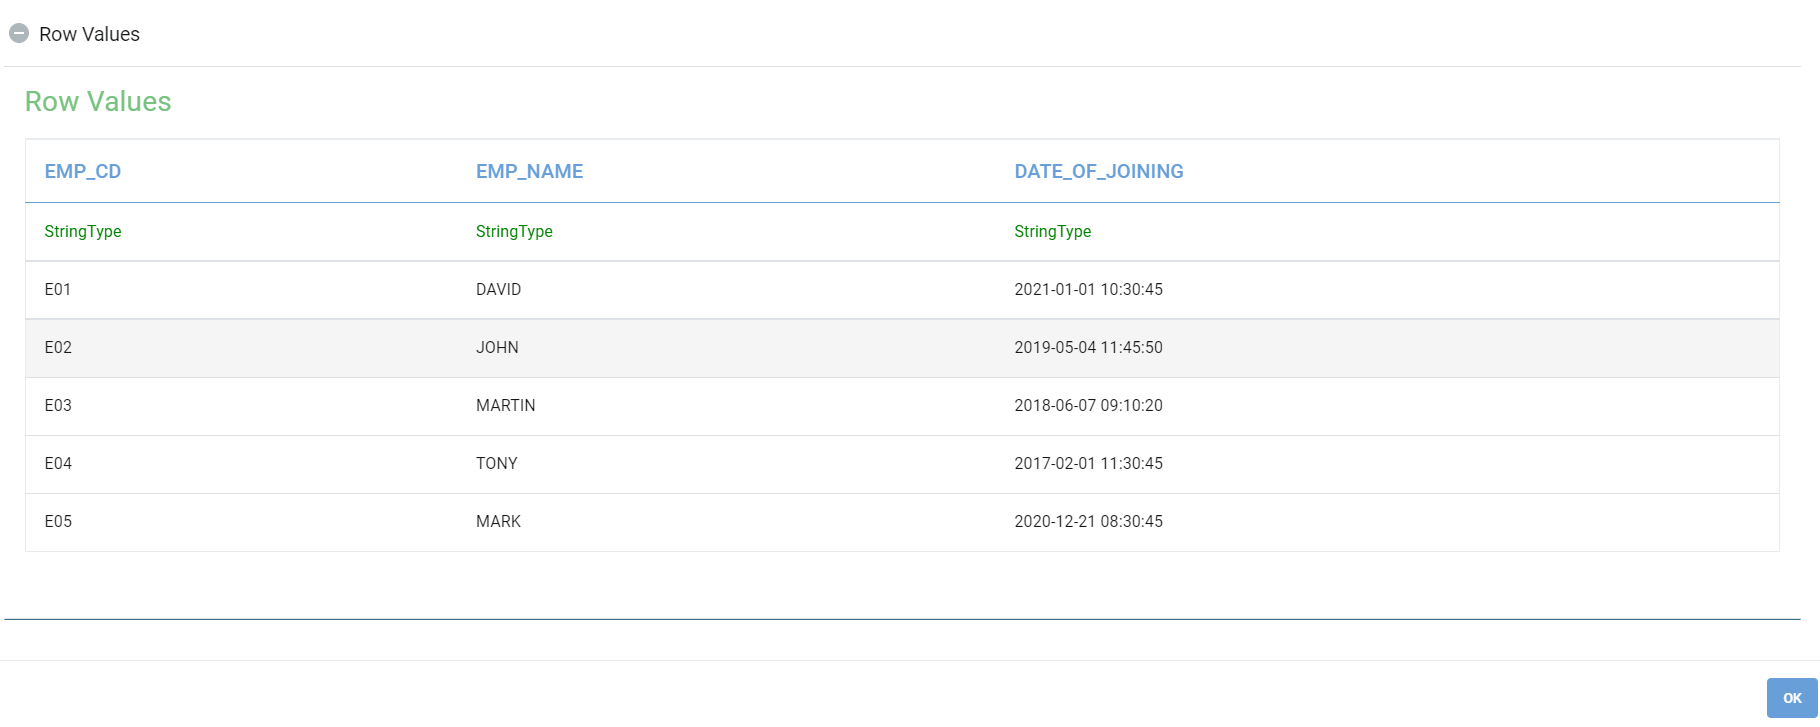 Row Values
Row Values
EMP_CD EMP_NAME DATE_OF_JOINING
StringType StringType StringType
E01 DAVID 2021-01-01 10:30:45
E02 JOHN 2019-05-04 11:45:50
E03 MARTIN 2018-06-07 09:10:20
E04 TONY 2017-02-01 11:30:45
E05 MARK 2020-12-21 08:30:45
OK